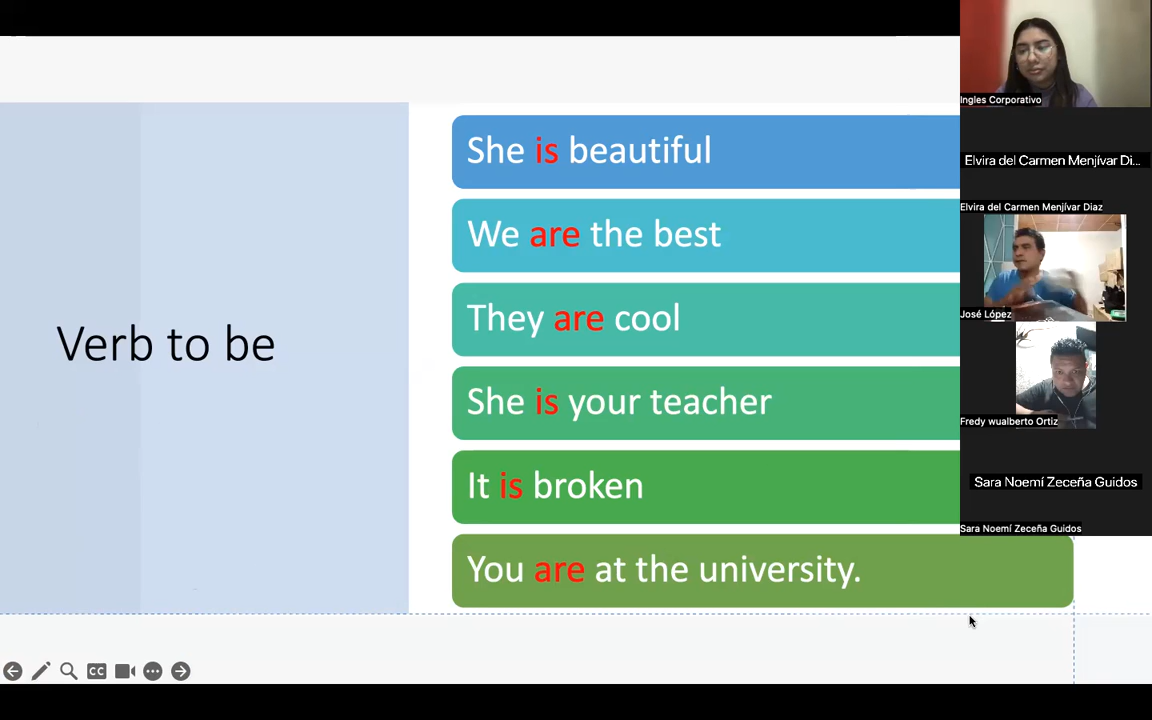 Verb to be
She is beautiful
We are the best
They are cool
She is your teacher
It is broken
You are at the university.
Ingles Corporativo
Elvira del Carmen Menjívar Di...
Elvira del Carmen Menjívar Diaz
José López
Fredy wualberto Ortiz
Sara Noemí Zeceña Guidos
Sara Noemí Zeceña Guidos
CC